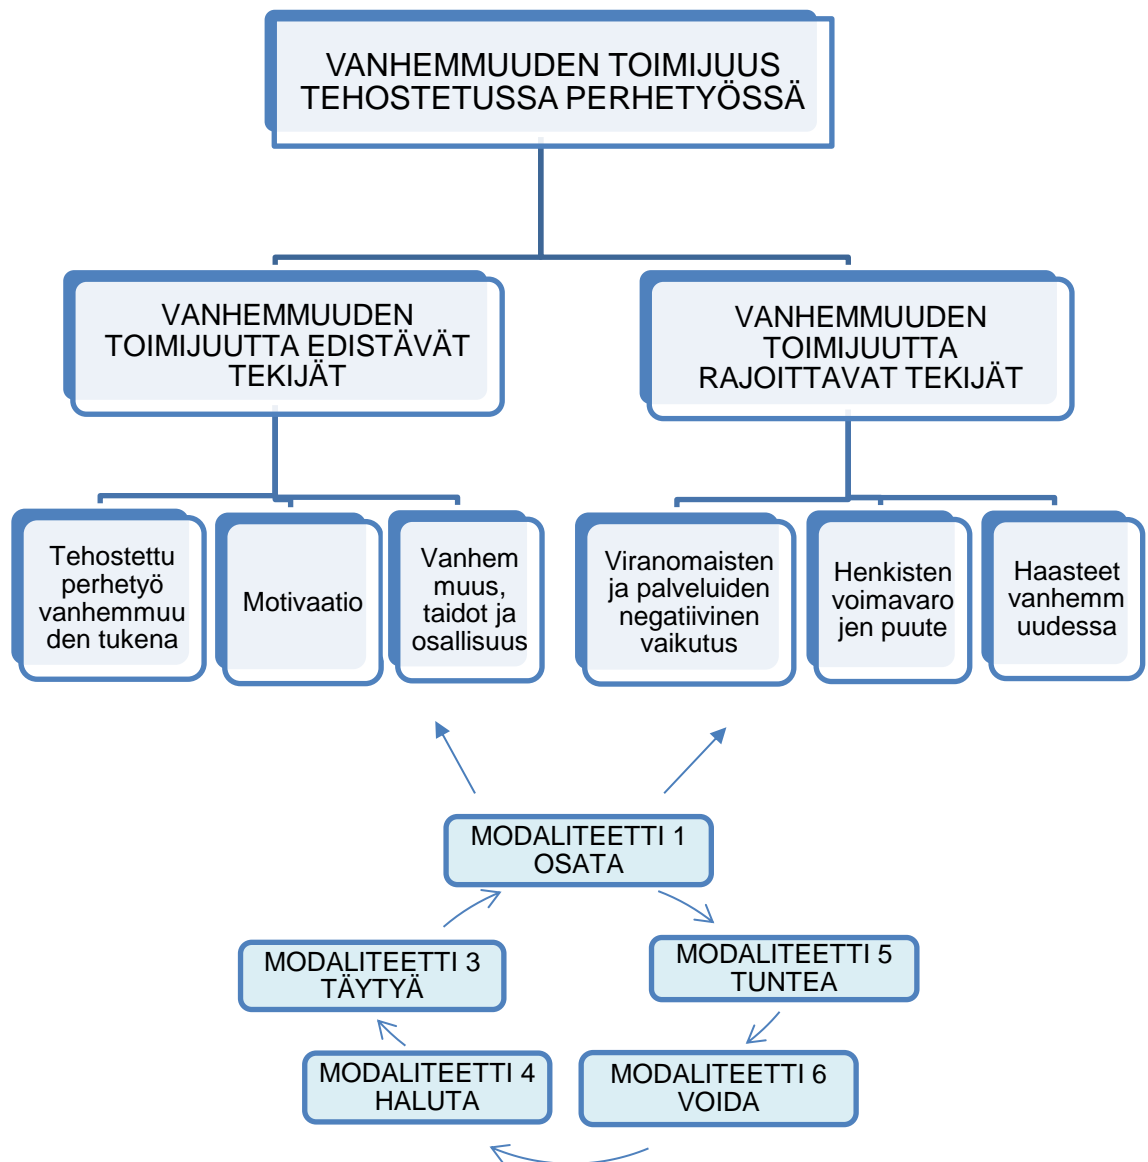 VANHEMMUUDEN TOIMIJUUS
TEHOSTETUSSA PERHETYÖSSÄ
VANHEMMUUDEN
TOIMIJUUTTA EDISTÄVÄT
TEKIJÄT
VANHEMMUUDEN
TOIMIJUUTTA
RAJOITTAVAT TEKIJÄT
Tehostettu
perhetyö
vanhemmuu
den tukena
Motivaatio
Vanhem
muus,
taidot ja
osallisuus
Viranomaisten
ja palveluiden
negatiivinen
vaikutus
Henkisten
voimavaro
jen puute
Haasteet
vanhemm
uudessa
MODALITEETTI 1
OSATA
MODALITEETTI 3
TÄYTYÄ
MODALITEETTI 5
TUNTEA
MODALITEETTI 4
HALUTA
MODALITEETTI 6
VOIDA